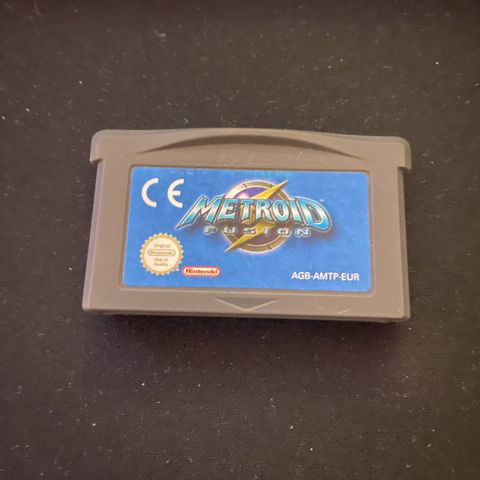 CE
METROID
FUSION
Original
Nintendo
Seal of
Quality
Nintendo
AGB-AMTP-EUR